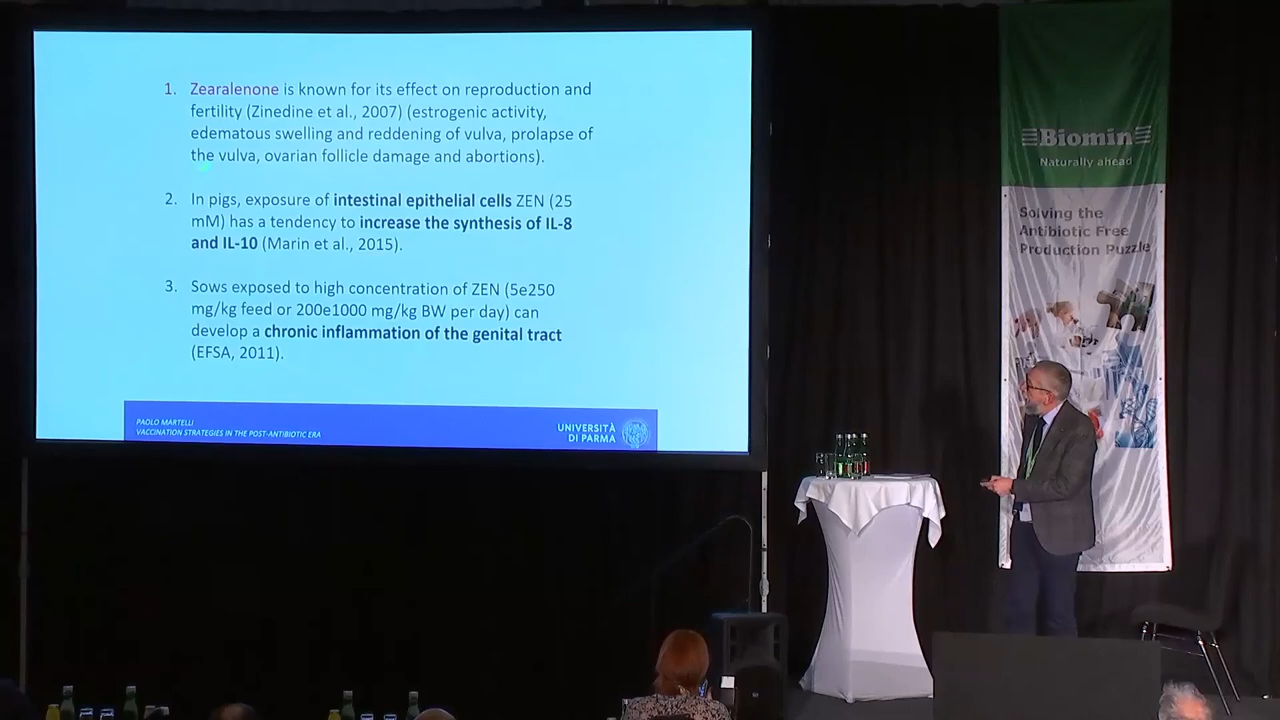 1. Zearalenone is known for its effect on reproduction and
fertility (Zinedine et al., 2007) (estrogenic activity,
edematous swelling and reddening of vulva, prolapse of
the vulva, ovarian follicle damage and abortions).
2. In pigs, exposure of intestinal epithelial cells ZEN (25
mM) has a tendency to increase the synthesis of IL-8
and IL-10 (Marin et al., 2015).
3. Sows exposed to high concentration of ZEN (5e250
mg/kg feed or 200e1000 mg/kg BW per day) can
develop a chronic inflammation of the genital tract
(EFSA, 2011).
PAOLO MARTELLI
VACCINATION STRATEGIES IN THE POST-ANTIBIOTIC ERA
UNIVERSITÀ
DI PARMA
Biomin
Naturally ahead
Solving the
Antibiotic Free
Production Puzzle